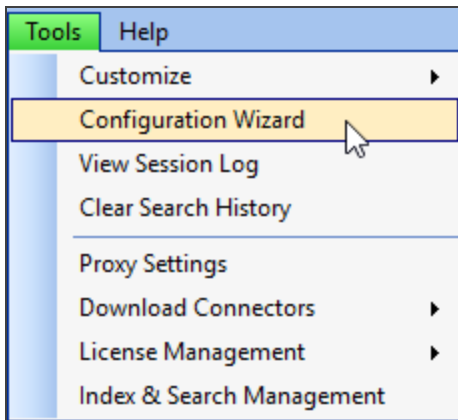 Tools Help
Customize
Configuration Wizard
View Session Log
Clear Search History
Proxy Settings
Download Connectors
License Management
Index & Search Management